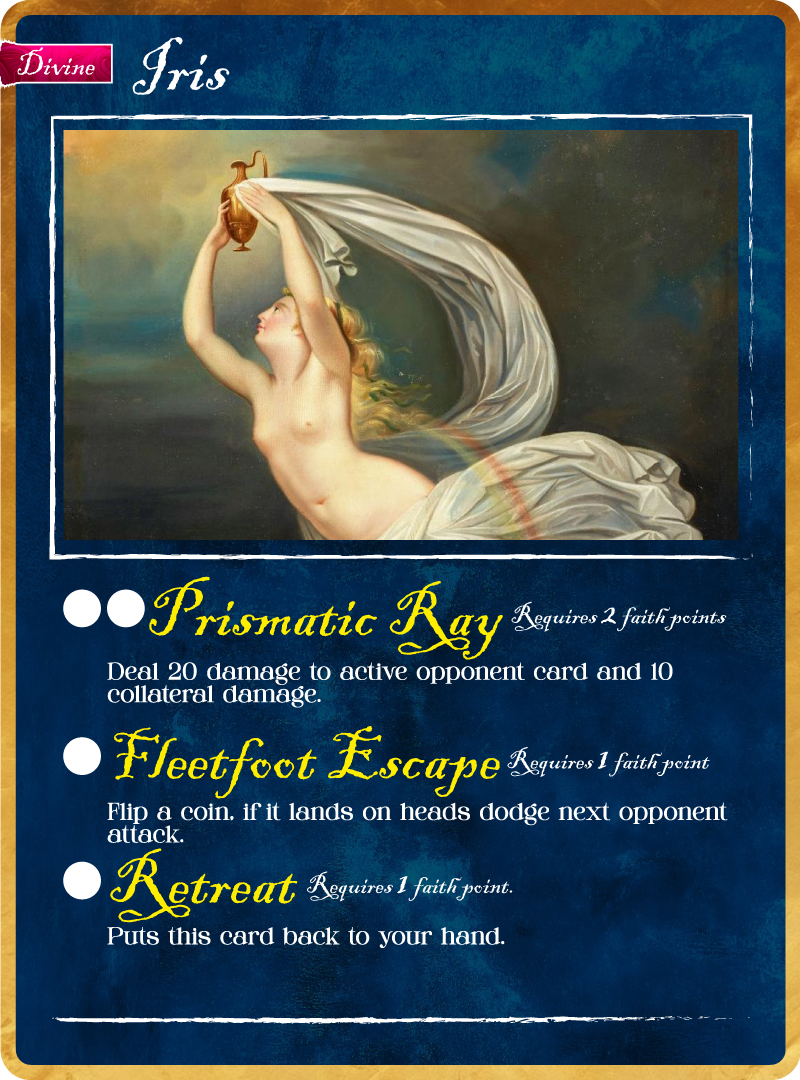 Divine
Iris
Prismatic Ray Requires 2 faith points
Deal 20 damage to active opponent card and 10
collateral damage.
Fleetfoot Escape Requires 1 faith point
Flip a coin. if it lands on heads dodge next opponent
attack.
Retreat Requires 1 faith point.
Puts this card back to your hand.